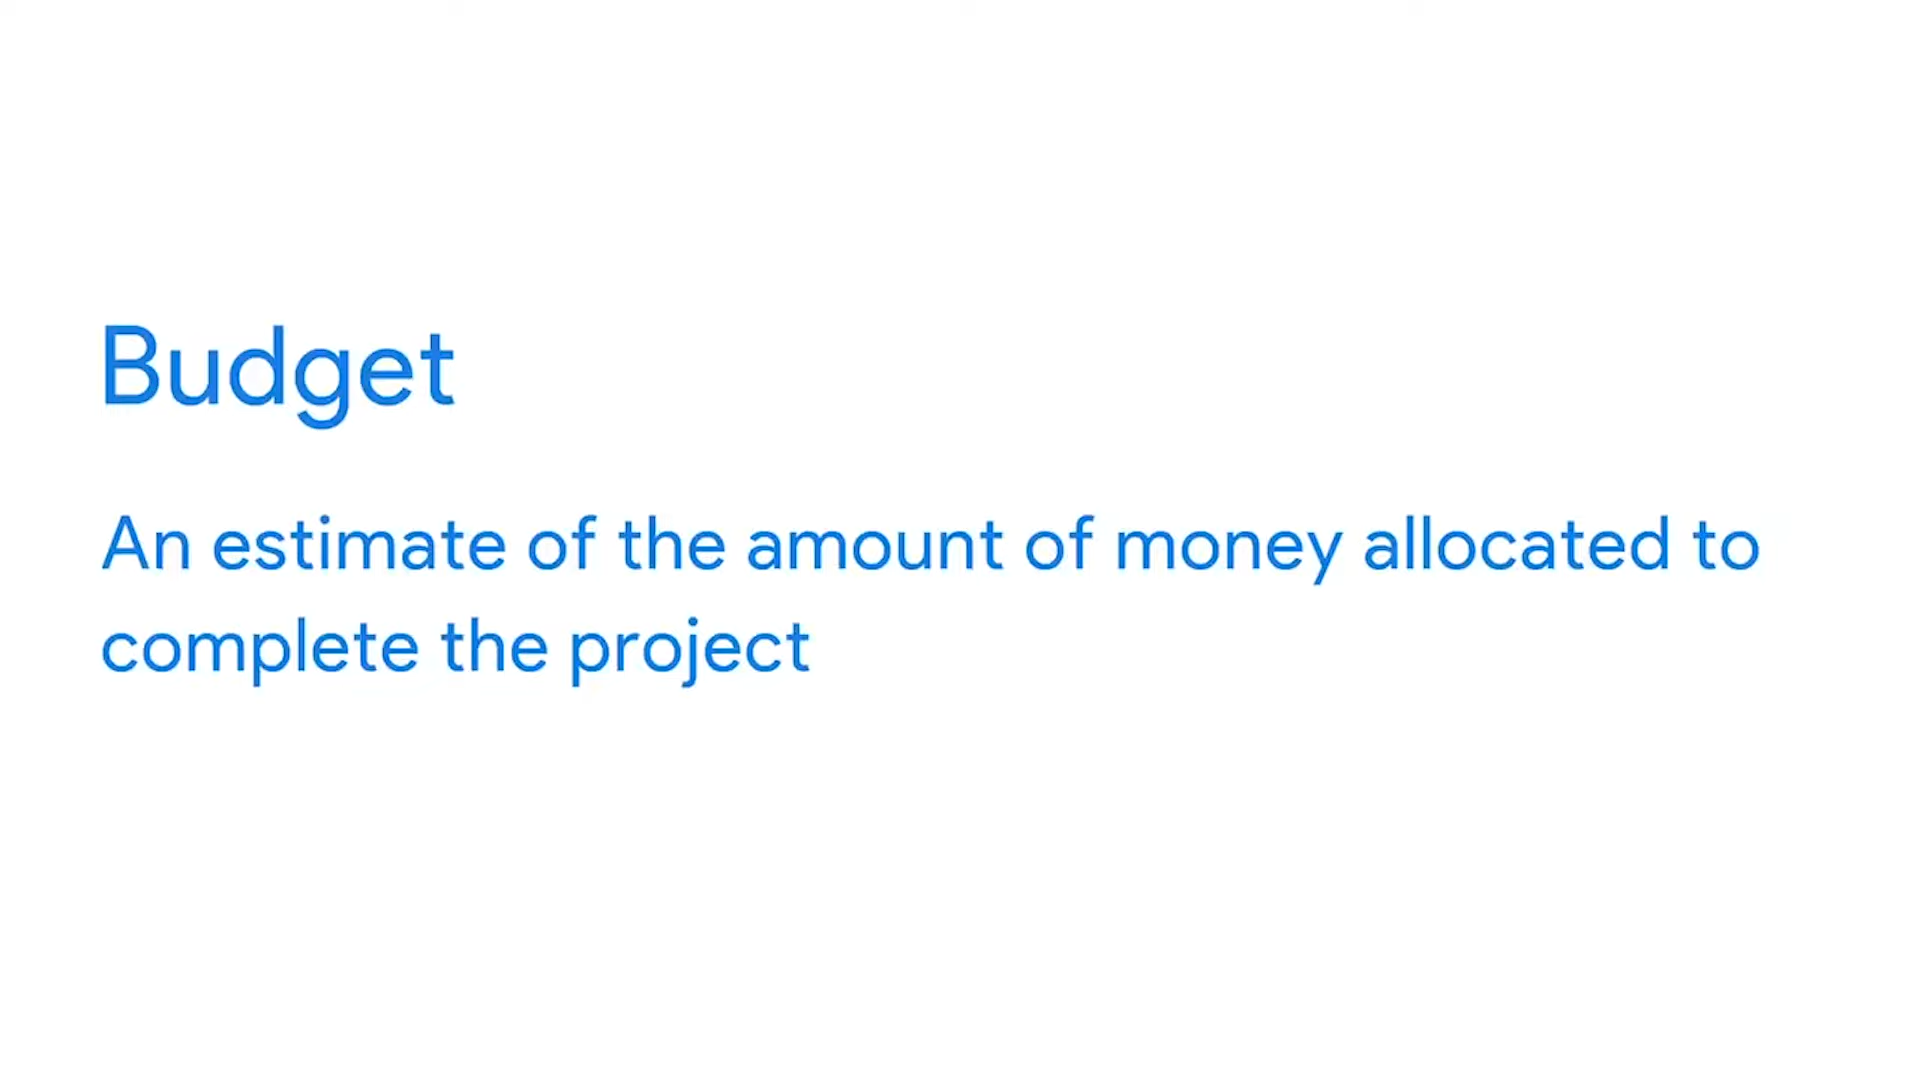 Budget
An estimate of the amount of money allocated to
complete the project